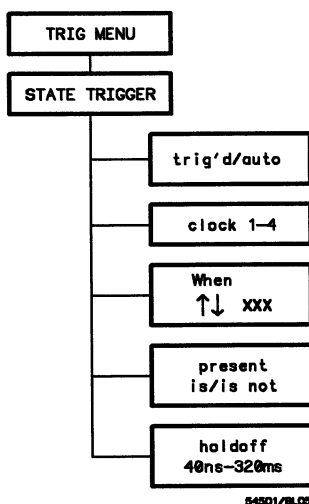 TRIG MENU
STATE TRIGGER
trig'd/auto
clock 1-4
When
↑↓ XXX
present
is/is not
holdoff
40ns-320ms
54501/BL05